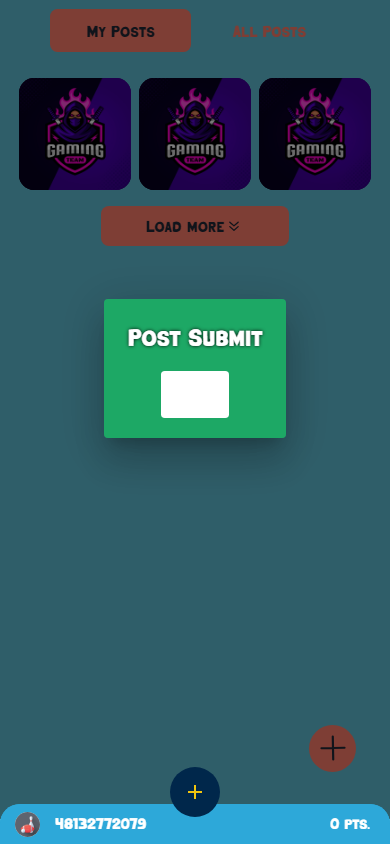 My Posts
All Posts
GAMING
TEAM
GAMING
TEAM
GAMING
TEAM
Load more
Post Submit
48132772079
0 pts.